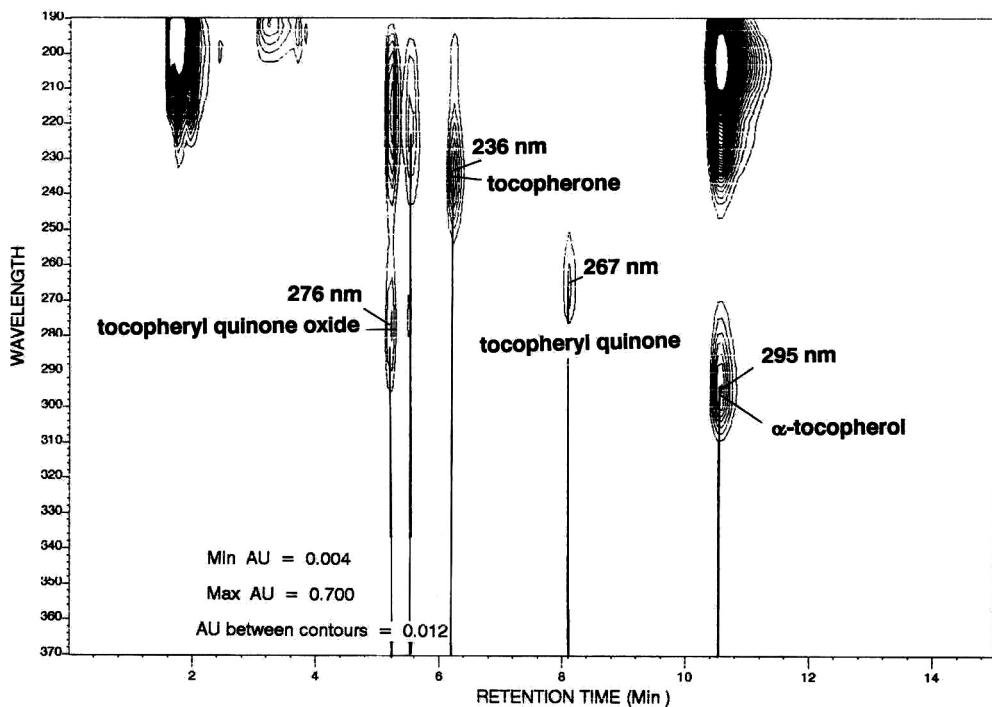 190
200
210
220
230
240
250
260
270
280
290
300
310
320
330
340
350
360
370
WAVELENGTH
236 nm
tocopherone
267 nm
276 nm
tocopheryl quinone oxide
tocopheryl quinone
295 nm
α-tocopherol
Min AU = 0.004
Max AU = 0.700
AU between contours = 0.012
2
4
6
8
10
12
14
RETENTION TIME (Min )